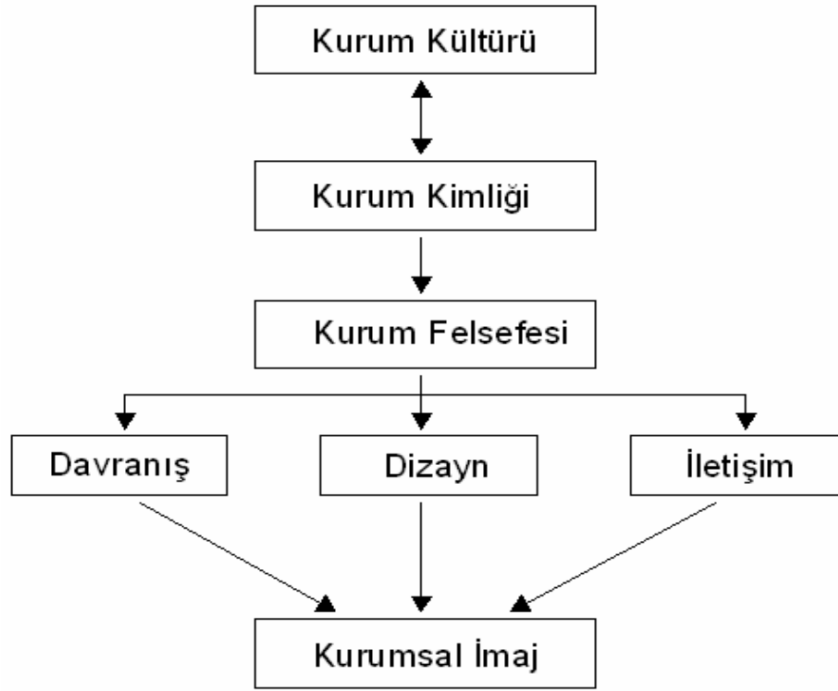 Kurum Kültürü
Kurum Kimliği
Kurum Felsefesi
Davranış
Dizayn
İletişim
Kurumsal İmaj